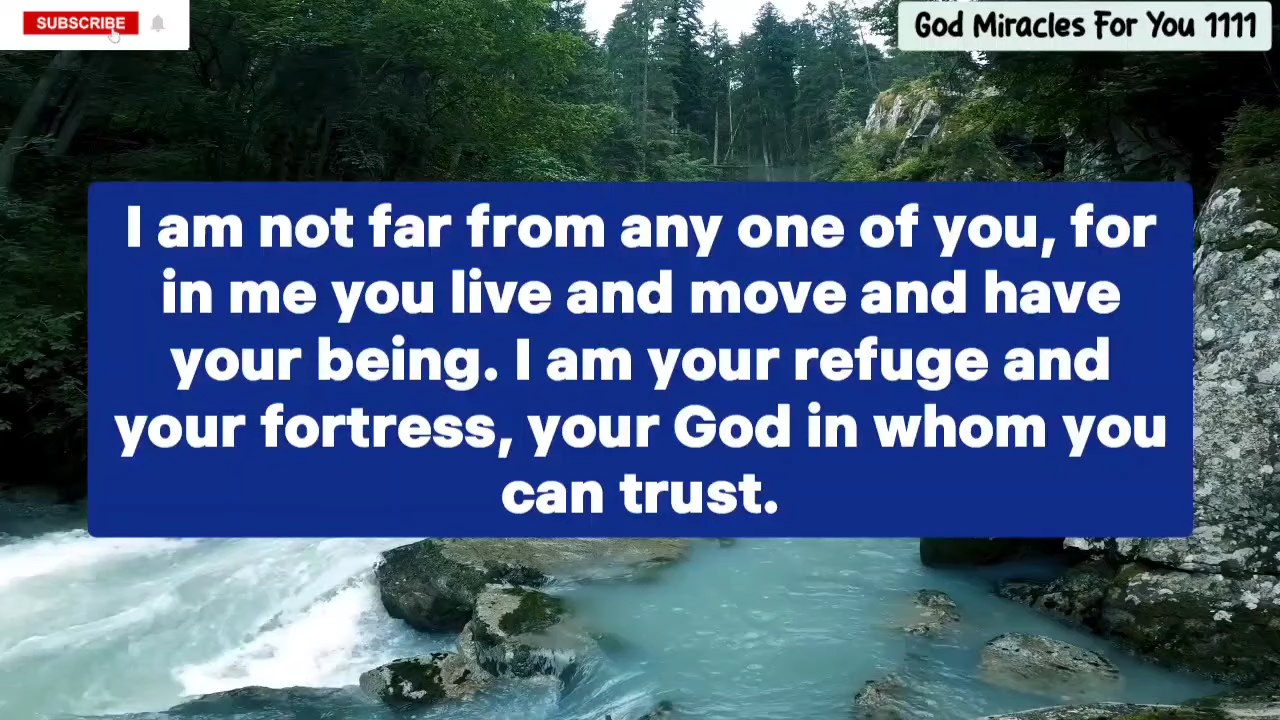 SUBSCRIBE
God Miracles For You 1111
I am not far from any one of you, for
in me you live and move and have
your being. I am your refuge and
your fortress, your God in whom you
can trust.